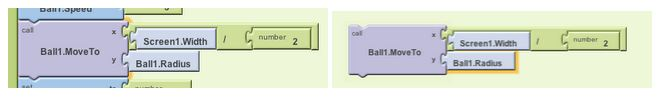 Ball1.Speed
call
Ball1.MoveTo
x
Screen1.Width / number 2
y
Ball1.Radius
set
number
call
Ball1.MoveTo
x
Screen1.Width / number 2
y
Ball1.Radius